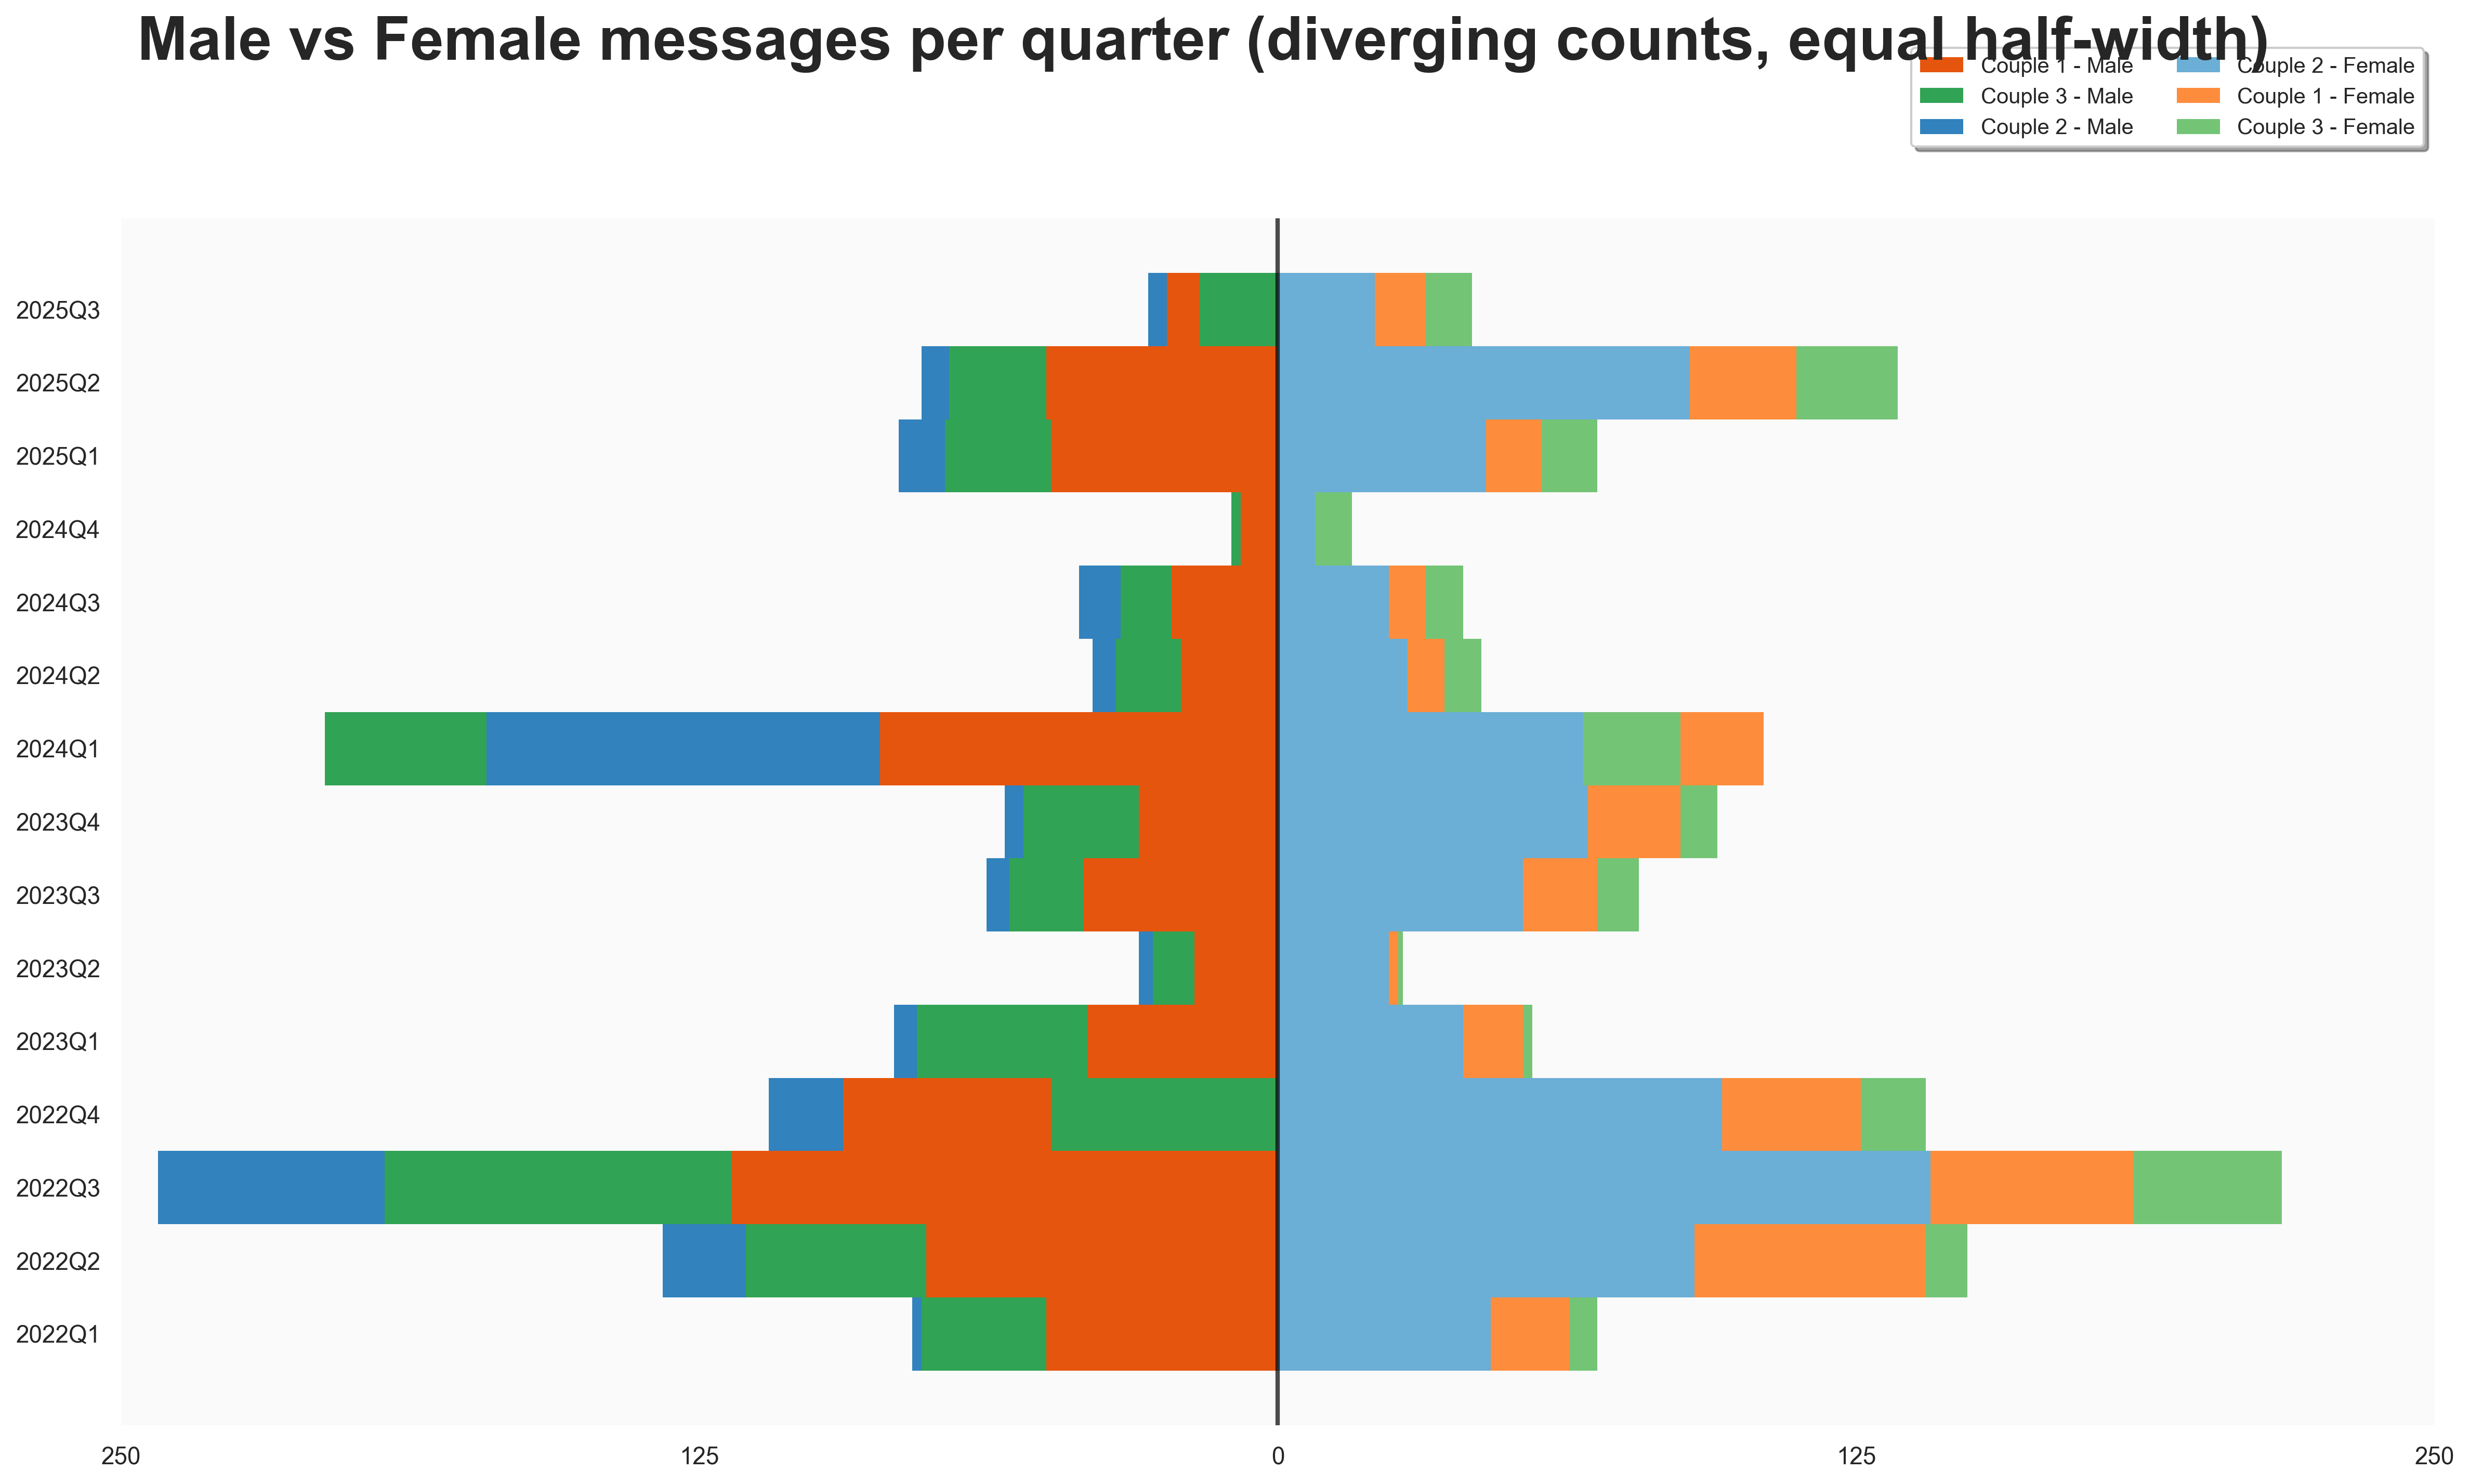 Male vs Female messages per quarter (diverging counts, equal half-width)
Couple 1 - Male
Couple 3 - Male
Couple 2 - Male
Couple 2 - Female
Couple 1 - Female
Couple 3 - Female
2025Q3
2025Q2
2025Q1
2024Q4
2024Q3
2024Q2
2024Q1
2023Q4
2023Q3
2023Q2
2023Q1
2022Q4
2022Q3
2022Q2
2022Q1
250 125 0 125 250